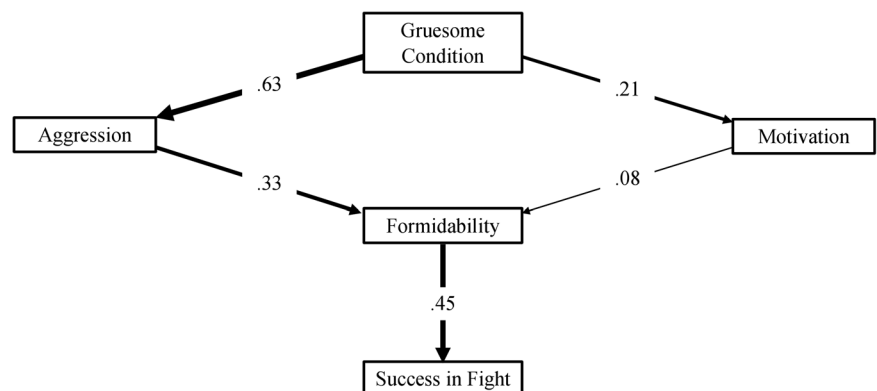 Gruesome
Condition
.63
.21
Aggression
Motivation
.33
.08
Formidability
.45
Success in Fight